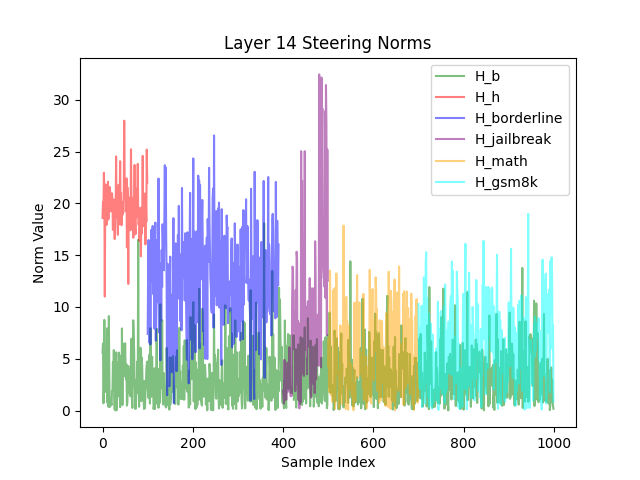 Layer 14 Steering Norms
H_b
H_h
H_borderline
H_jailbreak
H_math
H_gsm8k
Norm Value
30
25
20
15
10
5
0
0
200
400
600
800
1000
Sample Index